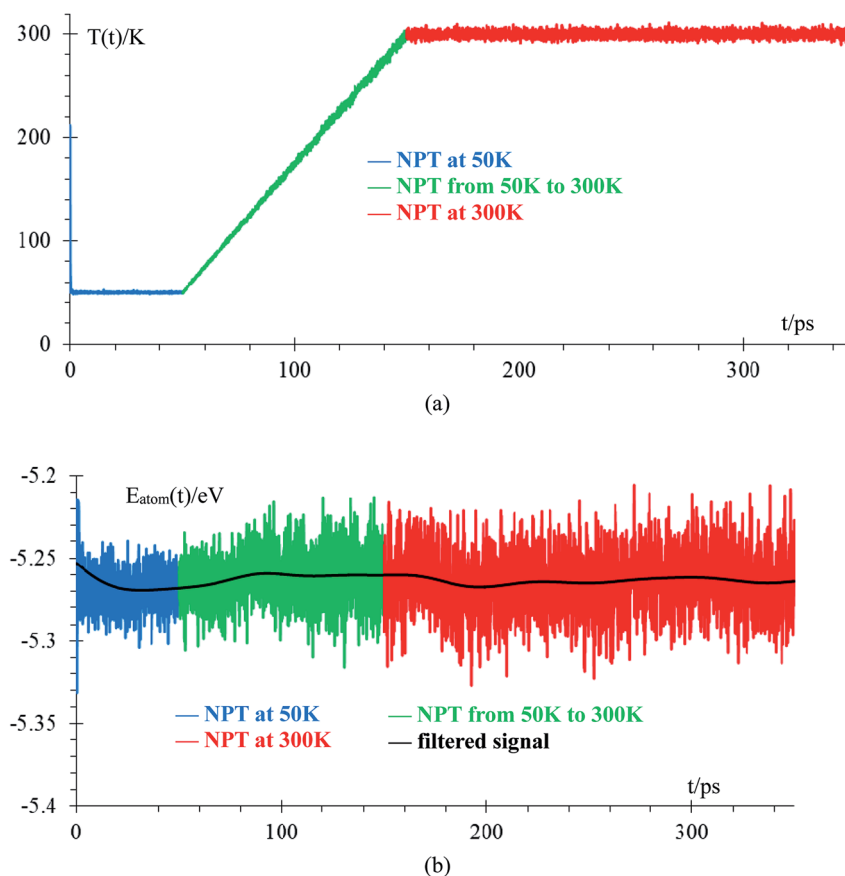 T(t)/K
300
200
100
0
NPT at 50K
NPT from 50K to 300K
NPT at 300K
t/ps
0 100 200 300
(a)
-5.2
-5.25
-5.3
-5.35
-5.4
E_atom(t)/eV
NPT at 50K NPT from 50K to 300K
NPT at 300K filtered signal
t/ps
0 100 200 300
(b)